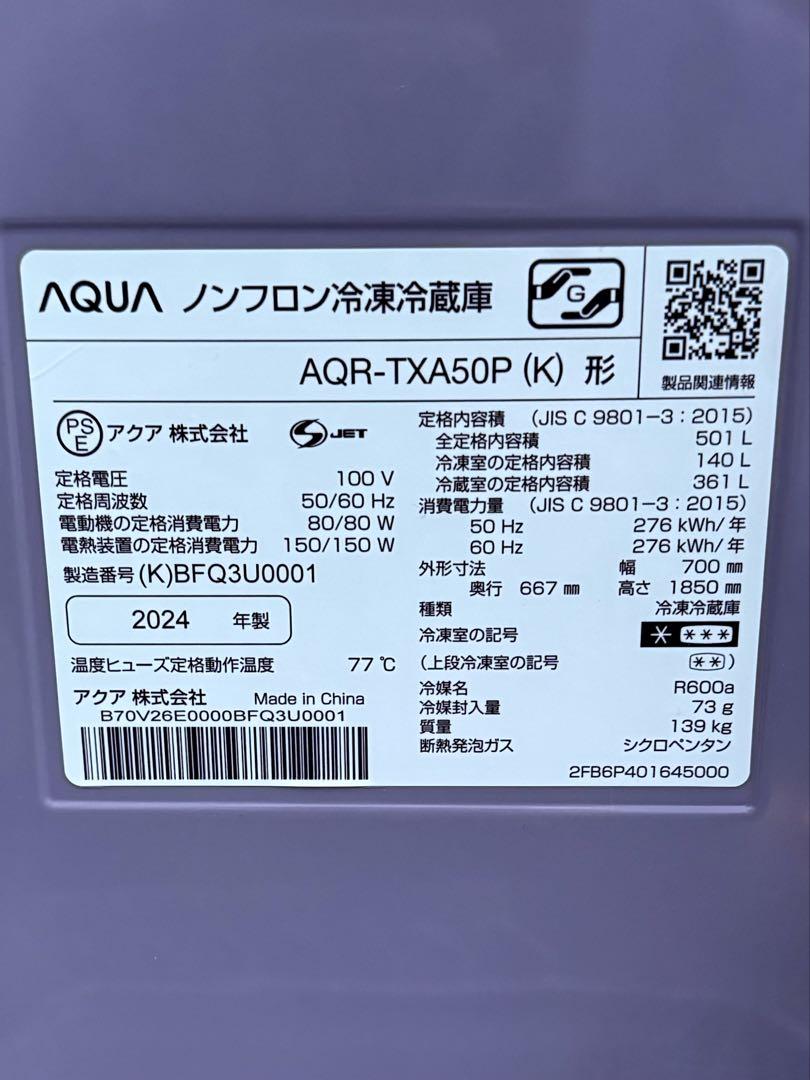 AQUA ノンフロン冷凍冷蔵庫
G
AQR-TXA50P (K) 形
製品関連情報
PS E アクア 株式会社
S JET
定格電圧 100 V
定格周波数 50/60 Hz
電動機の定格消費電力 80/80 W
電熱装置の定格消費電力 150/150 W
製造番号 (K)BFQ3U0001
2024 年製
温度ヒューズ定格動作温度 77 ℃
アクア 株式会社 Made in China
B70V26E0000BFQ3U0001
定格内容積 (JIS C 9801-3:2015)
全定格内容積 501 L
冷凍室の定格内容積 140 L
冷蔵室の定格内容積 361 L
消費電力量 (JIS C 9801-3:2015)
50 Hz 276 kWh/年
60 Hz 276 kWh/年
外形寸法 幅 700 mm
奥行 667 mm 高さ 1850 mm
種類 冷凍冷蔵庫
冷凍室の記号 * ***
(上段冷凍室の記号 **)
冷媒名 R600a
冷媒封入量 73 g
質量 139 kg
断熱発泡ガス シクロペンタン
2FB6P401645000